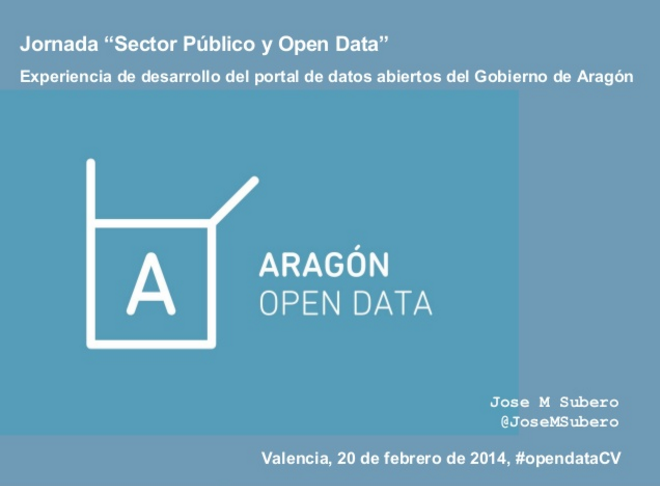 Jornada “Sector Público y Open Data”
Experiencia de desarrollo del portal de datos abiertos del Gobierno de Aragón
A
ARAGÓN
OPEN DATA
Jose M Subero
@JoseMSubero
Valencia, 20 de febrero de 2014, #opendataCV